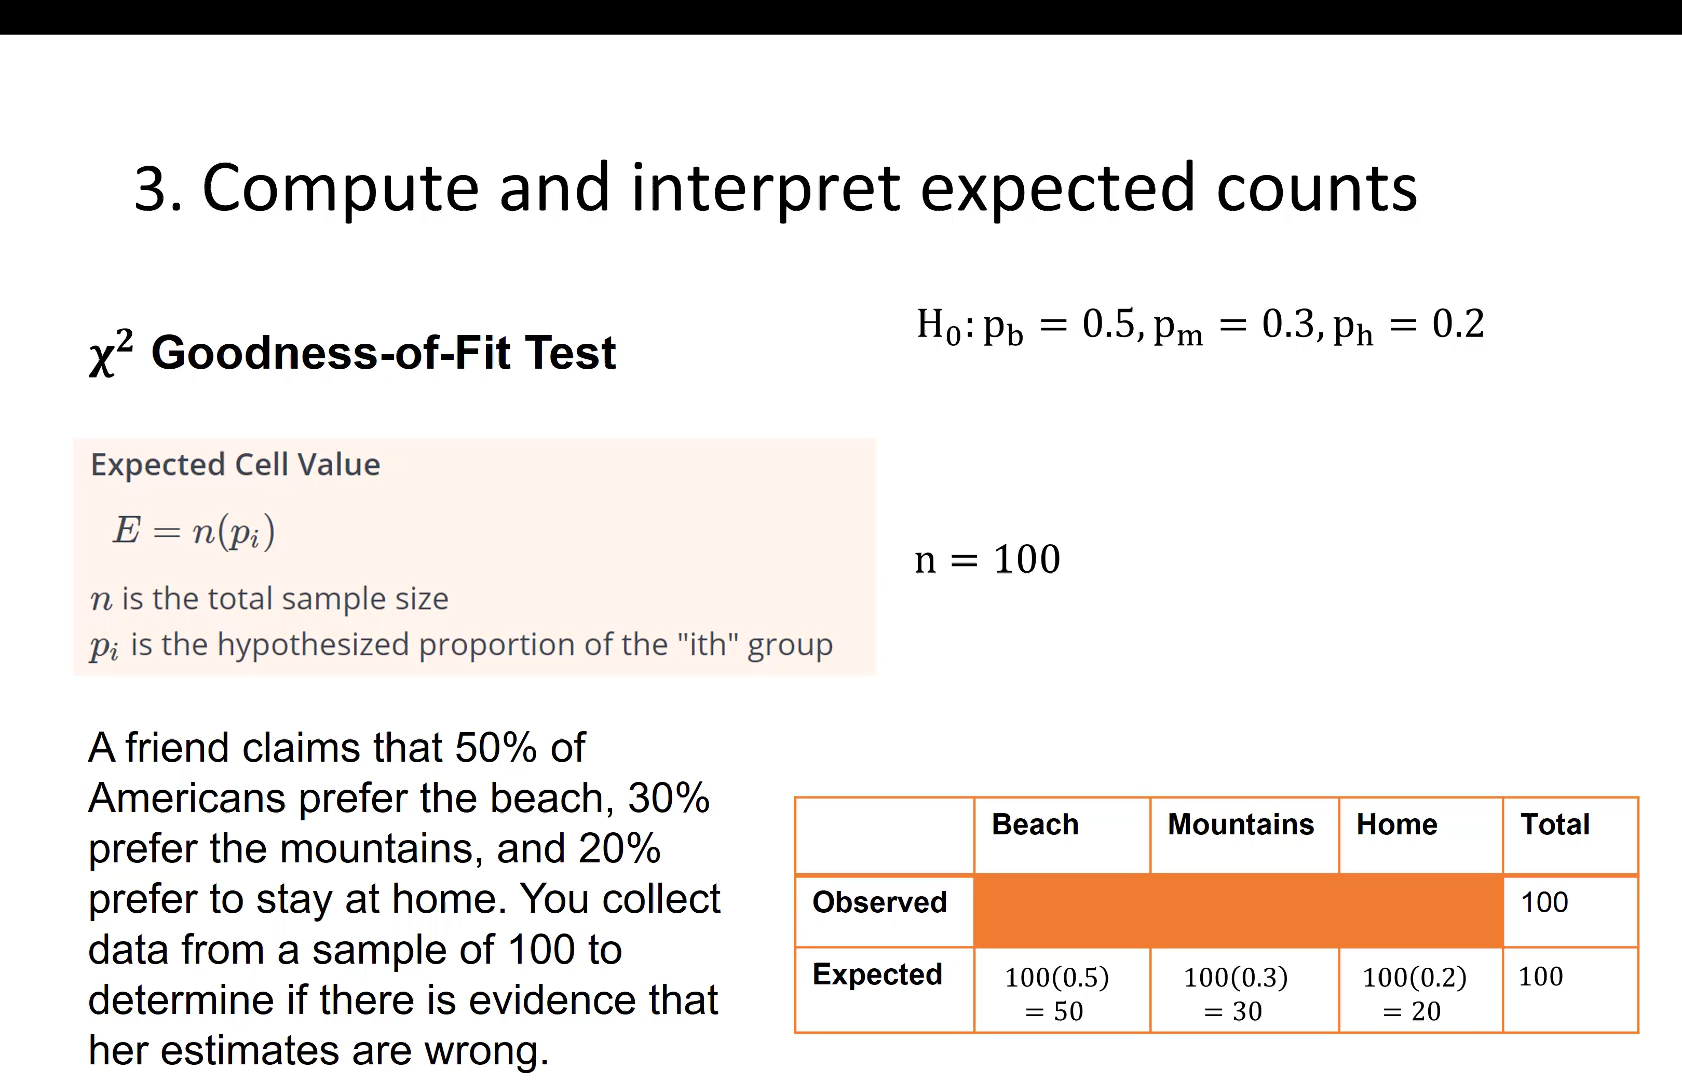 3. Compute and interpret expected counts
χ² Goodness-of-Fit Test
Expected Cell Value
E = n(pᵢ)
n is the total sample size
pᵢ is the hypothesized proportion of the "ith" group
A friend claims that 50% of
Americans prefer the beach, 30%
prefer the mountains, and 20%
prefer to stay at home. You collect
data from a sample of 100 to
determine if there is evidence that
her estimates are wrong.
H₀: p_b = 0.5, p_m = 0.3, p_h = 0.2
n = 100
Beach Mountains Home Total
Observed 100
Expected 100(0.5) 100(0.3) 100(0.2) 100
= 50 = 30 = 20